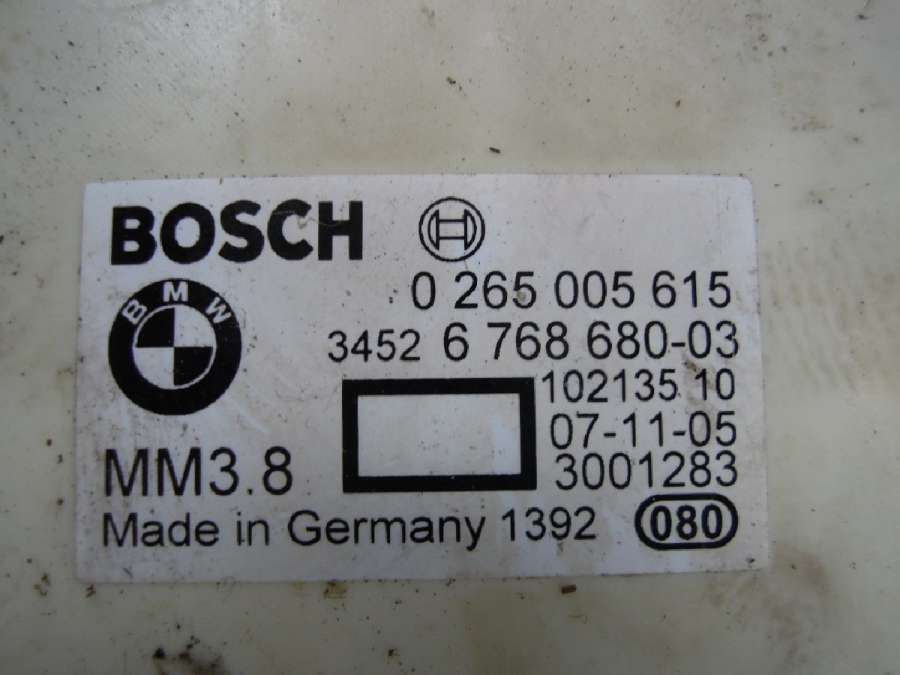 BOSCH
0 265 005 615
BMW
3452 6 768 680-03
102135 10
07-11-05
MM3.8
3001283
Made in Germany 1392
080